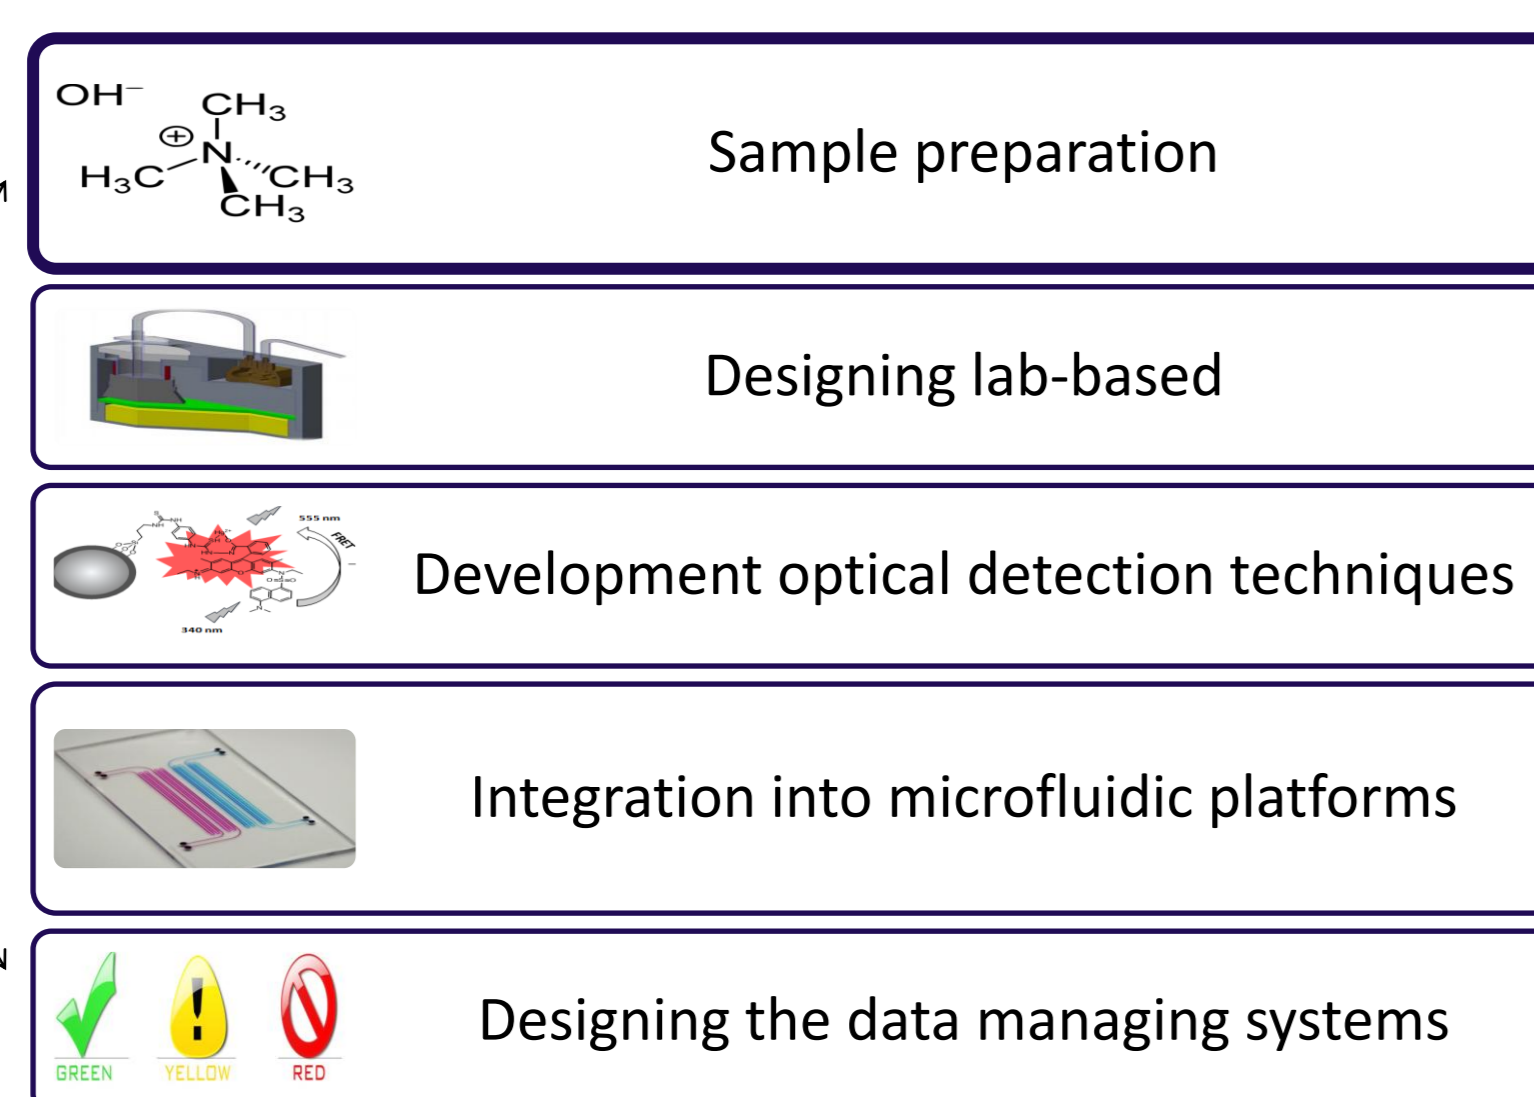 OH⁻
CH₃
N
H₃C
CH₃
CH₃
Sample preparation
Designing lab-based
555 nm
FRET
340 nm
Development optical detection techniques
Integration into microfluidic platforms
GREEN YELLOW RED
Designing the data managing systems